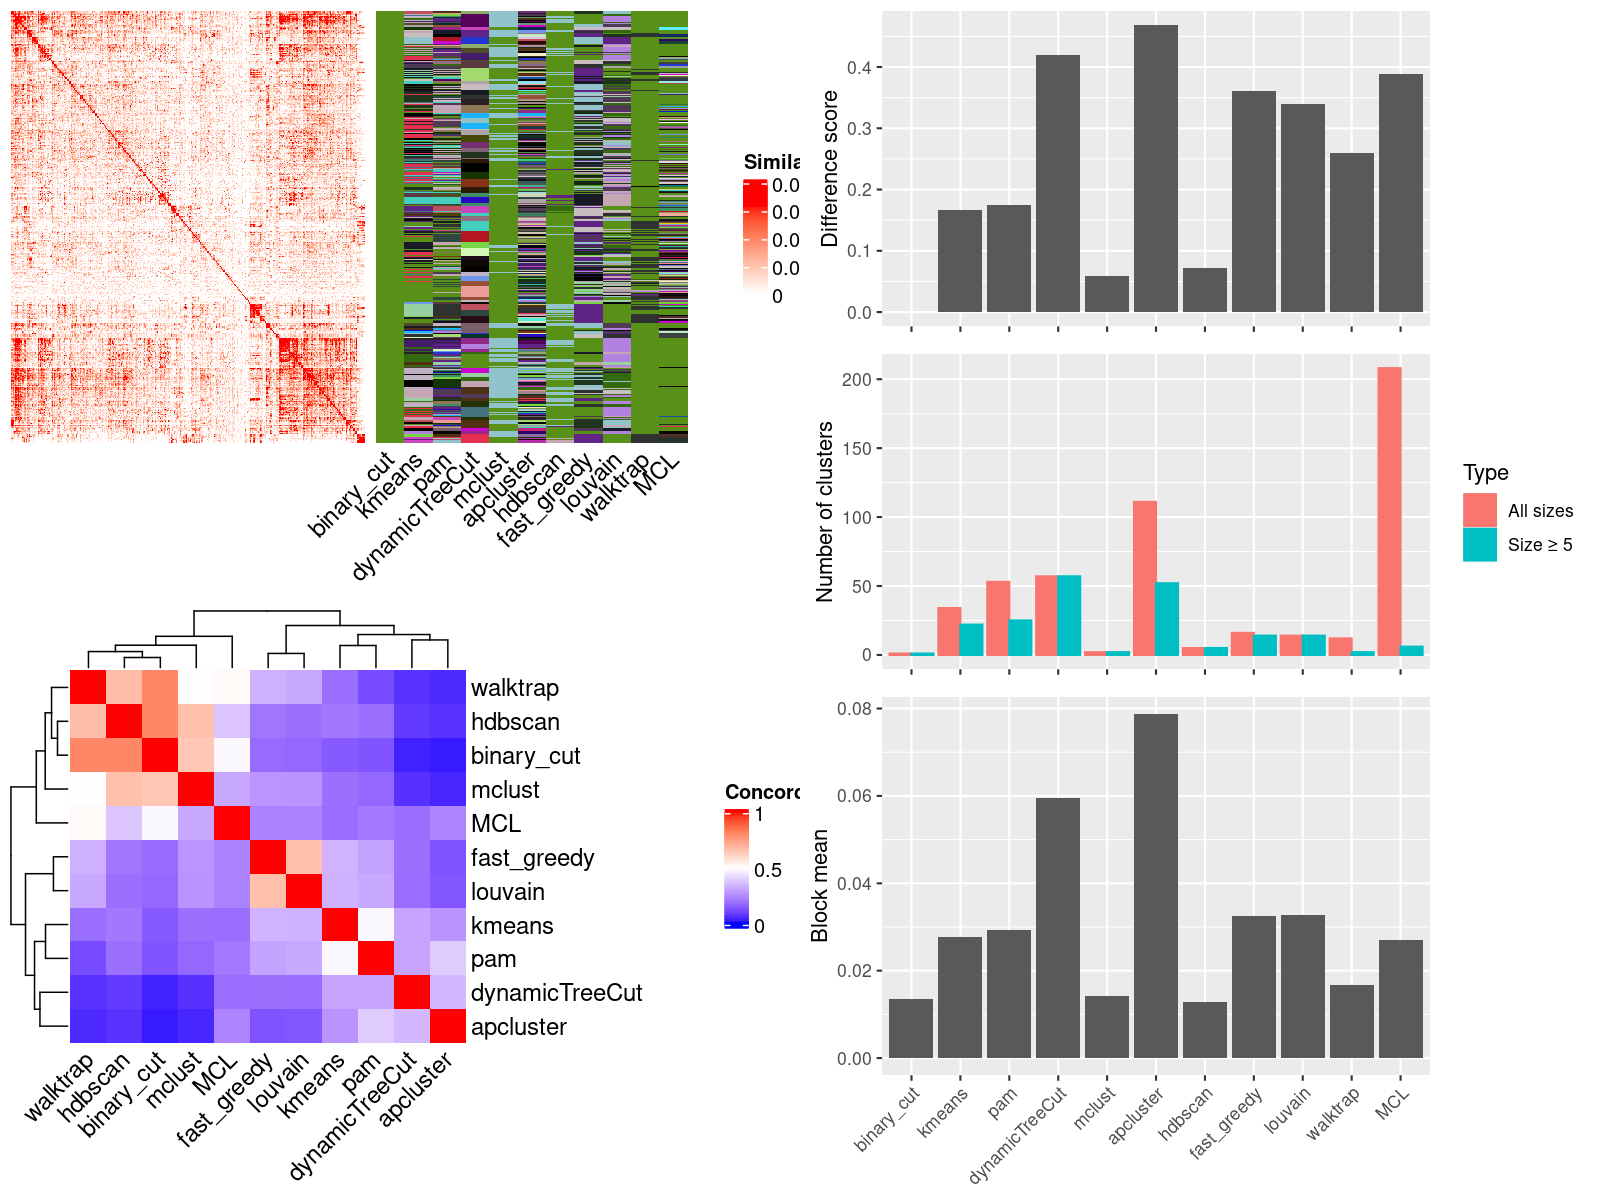 Simila
0.0
0.0
0.0
0.0
0
binary_cut
kmeans
pam
dynamicTreeCut
mclust
apcluster
hdbscan
fast_greedy
louvain
walktrap
MCL
walktrap
hdbscan
binary_cut
mclust
MCL
fast_greedy
louvain
kmeans
pam
dynamicTreeCut
apcluster
walktrap
hdbscan
binary_cut
mclust
MCL
fast_greedy
louvain
kmeans
pam
dynamicTreeCut
apcluster
Concord
1
0.5
0
Difference score
0.4
0.3
0.2
0.1
0.0
Number of clusters
200
150
100
50
0
Type
All sizes
Size ≥ 5
Block mean
0.08
0.06
0.04
0.02
0.00
binary_cut
kmeans
pam
dynamicTreeCut
mclust
apcluster
hdbscan
fast_greedy
louvain
walktrap
MCL